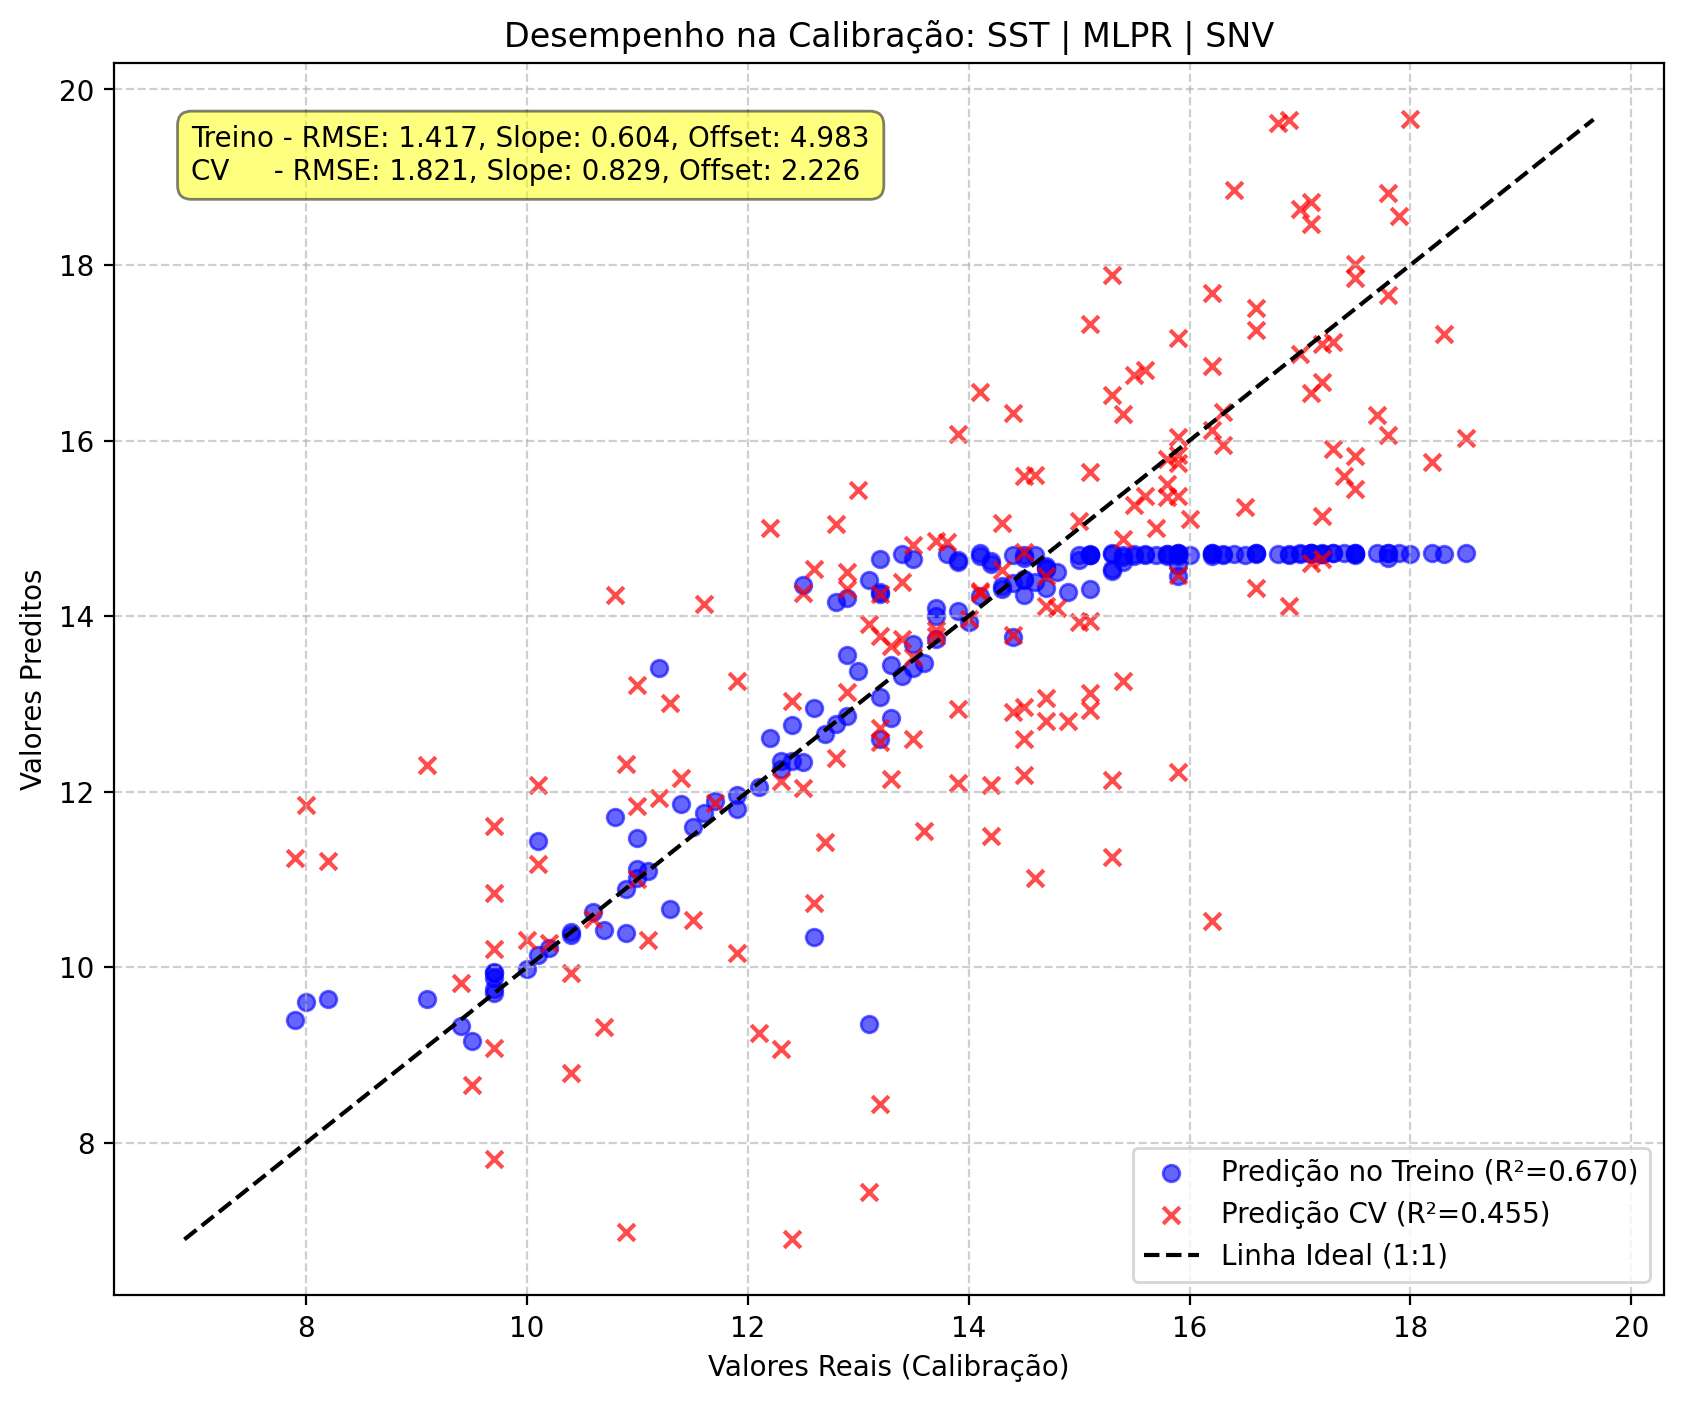 Desempenho na Calibração: SST | MLPR | SNV
Treino - RMSE: 1.417, Slope: 0.604, Offset: 4.983
CV - RMSE: 1.821, Slope: 0.829, Offset: 2.226
Valores Preditos
20
18
16
14
12
10
8
Predição no Treino (R²=0.670)
Predição CV (R²=0.455)
Linha Ideal (1:1)
8 10 12 14 16 18 20
Valores Reais (Calibração)